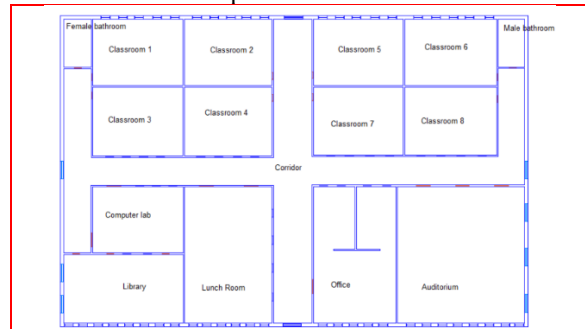 Female bathroom
Male bathroom
Classroom 1
Classroom 2
Classroom 5
Classroom 6
Classroom 3
Classroom 4
Classroom 7
Classroom 8
Corridor
Computer lab
Library
Lunch Room
Office
Auditorium